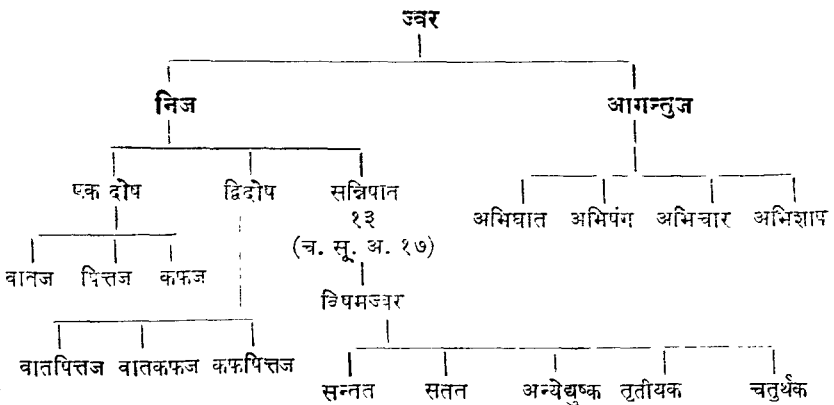 ज्वर
निज आगन्तुज
एक दोष द्विदोष सन्निपात
१३
(च. सू. अ. १७)
अभिघात अभिषंग अभिचार अभिशाप
वातज पित्तज कफज
विषमज्वर
वातपित्तज वातकफज कफपित्तज
सन्तत सतत अन्येद्युष्क तृतीयक चतुर्थक